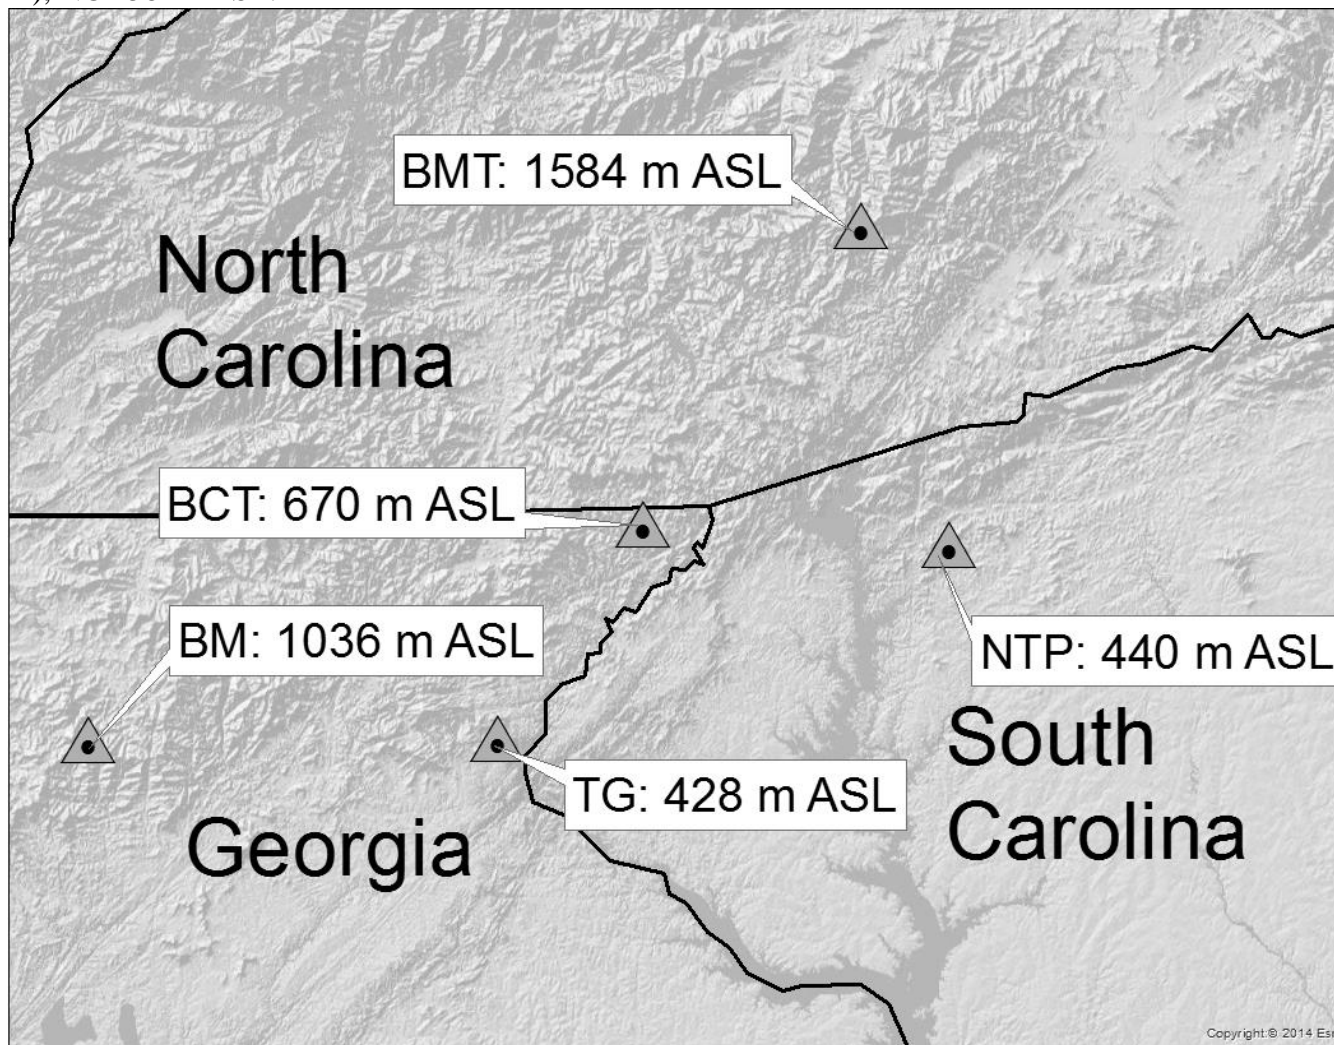 BMT: 1584 m ASL
North
Carolina
BCT: 670 m ASL
BM: 1036 m ASL
NTP: 440 m ASL
South
Carolina
TG: 428 m ASL
Georgia
Copyright:© 2014 Esr